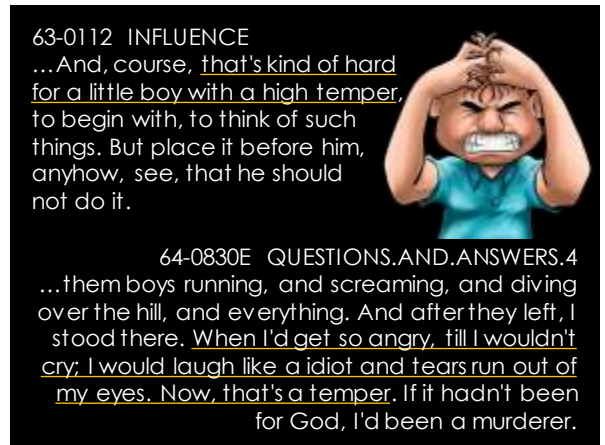 63-0112 INFLUENCE
…And, course, that's kind of hard
for a little boy with a high temper,
to begin with, to think of such
things. But place it before him,
anyhow, see, that he should
not do it.
64-0830E QUESTIONS.AND.ANSWERS.4
…them boys running, and screaming, and diving
over the hill, and everything. And after they left, I
stood there. When I'd get so angry, till I wouldn't
cry; I would laugh like a idiot and tears run out of
my eyes. Now, that's a temper. If it hadn't been
for God, I'd been a murderer.